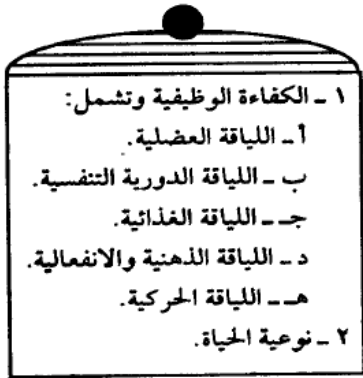 ١ ـ الكفاءة الوظيفية وتشمل:
أ ـ اللياقة العضلية.
ب ـ اللياقة الدورية التنفسية.
جـ ـ اللياقة الغذائية.
د ـ اللياقة الذهنية والانفعالية.
هـ ـ اللياقة الحركية.
٢ ـ نوعية الحياة.